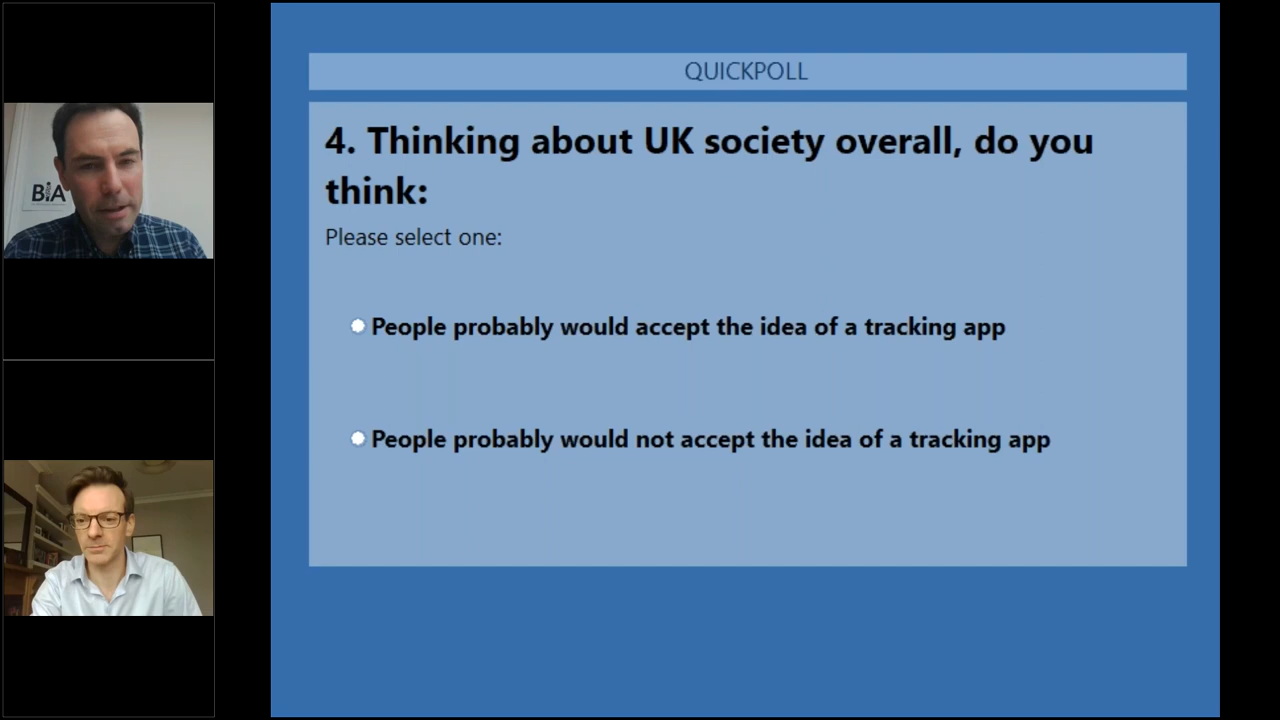 QUICKPOLL
4. Thinking about UK society overall, do you
think:
Please select one:
People probably would accept the idea of a tracking app
People probably would not accept the idea of a tracking app
BIA